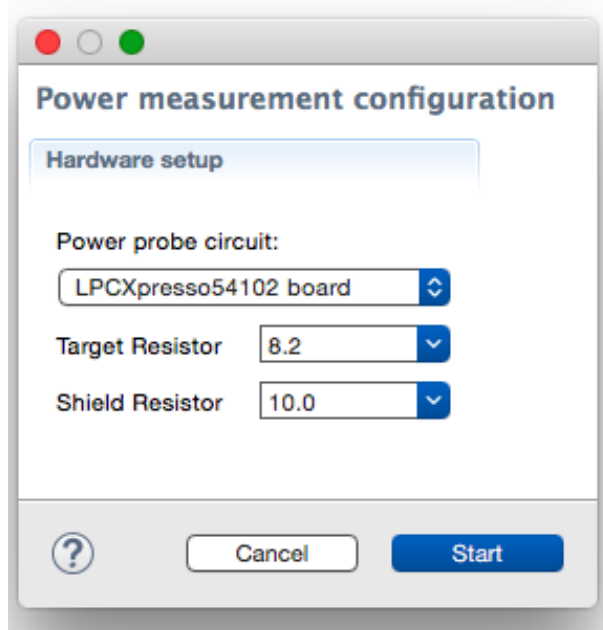 Power measurement configuration
Hardware setup
Power probe circuit:
LPCXpresso54102 board
Target Resistor 8.2
Shield Resistor 10.0
? Cancel Start